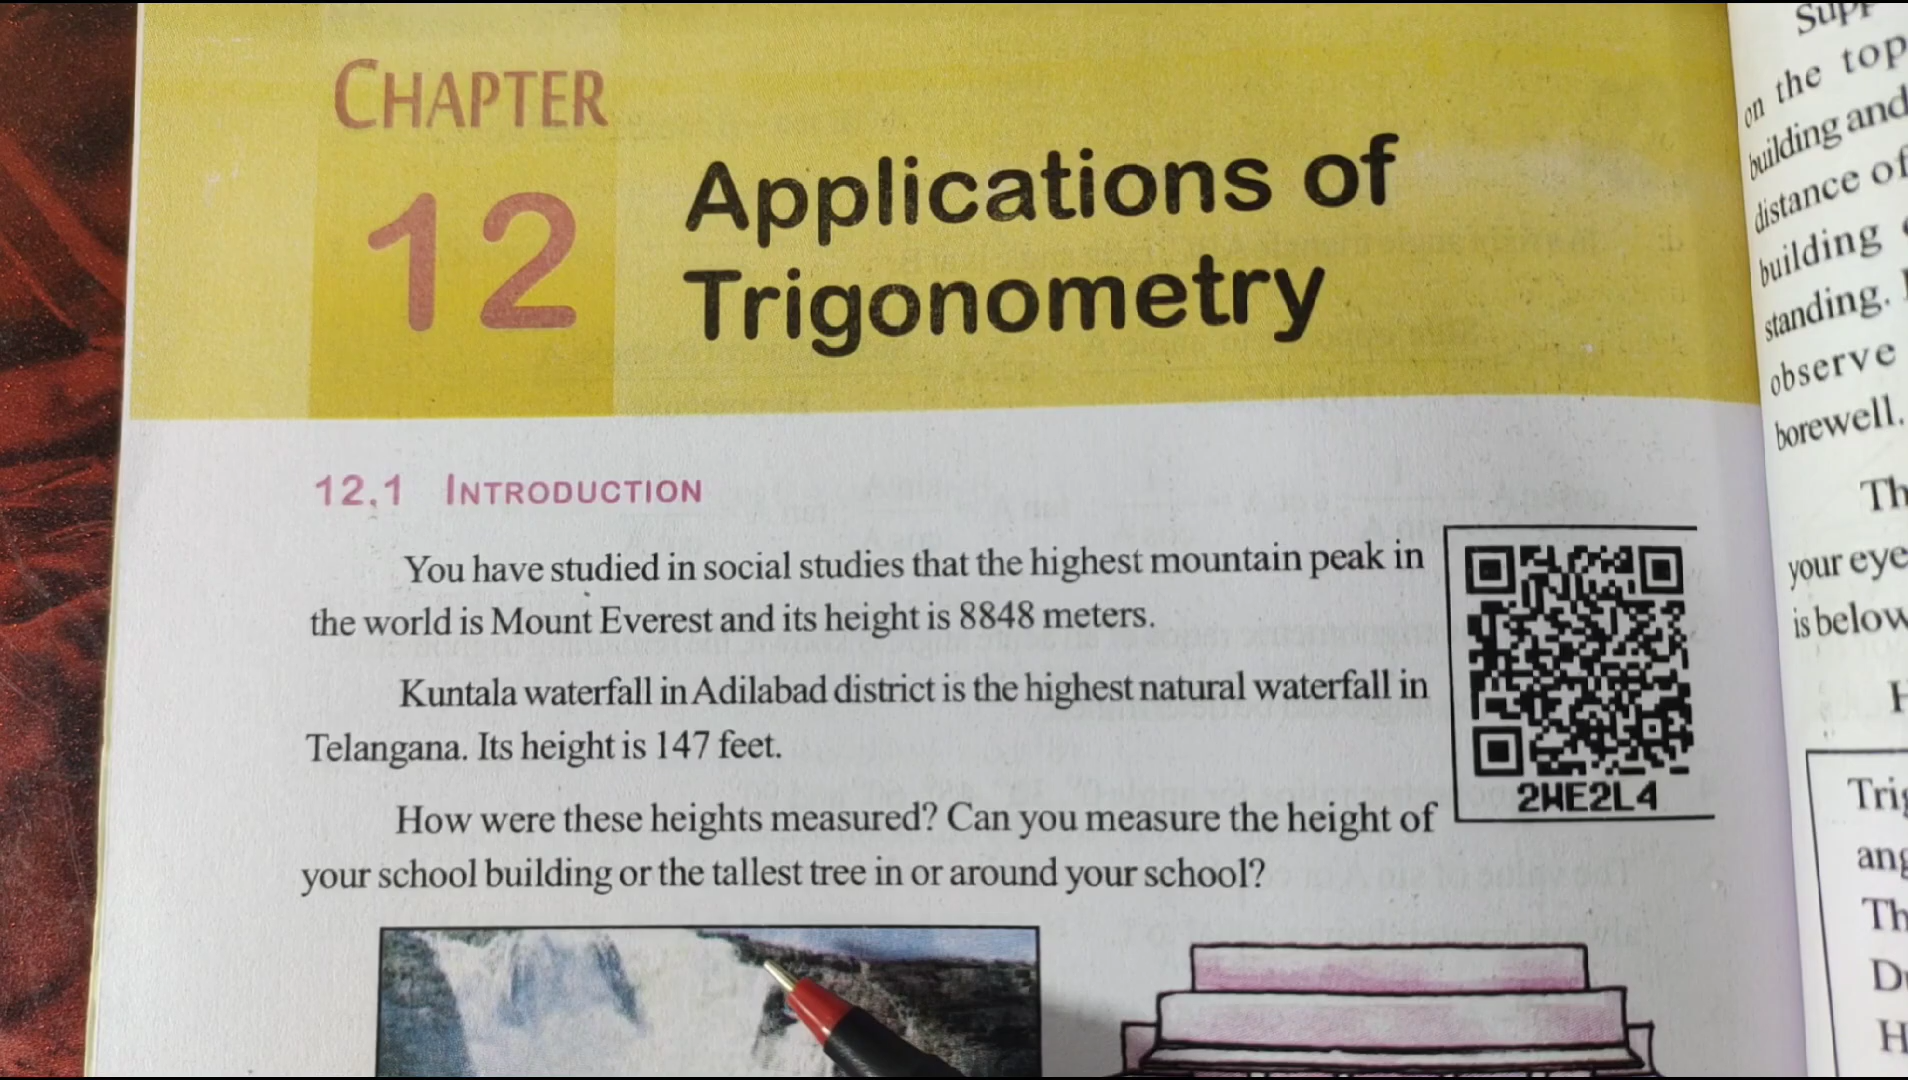 CHAPTER
12
Applications of
Trigonometry
12.1 INTRODUCTION
You have studied in social studies that the highest mountain peak in
the world is Mount Everest and its height is 8848 meters.
Kuntala waterfall in Adilabad district is the highest natural waterfall in
Telangana. Its height is 147 feet.
How were these heights measured? Can you measure the height of
your school building or the tallest tree in or around your school?
2WE2L4
on the top
building and
distance of
building
standing.
observe
borewell.
your eye
is below